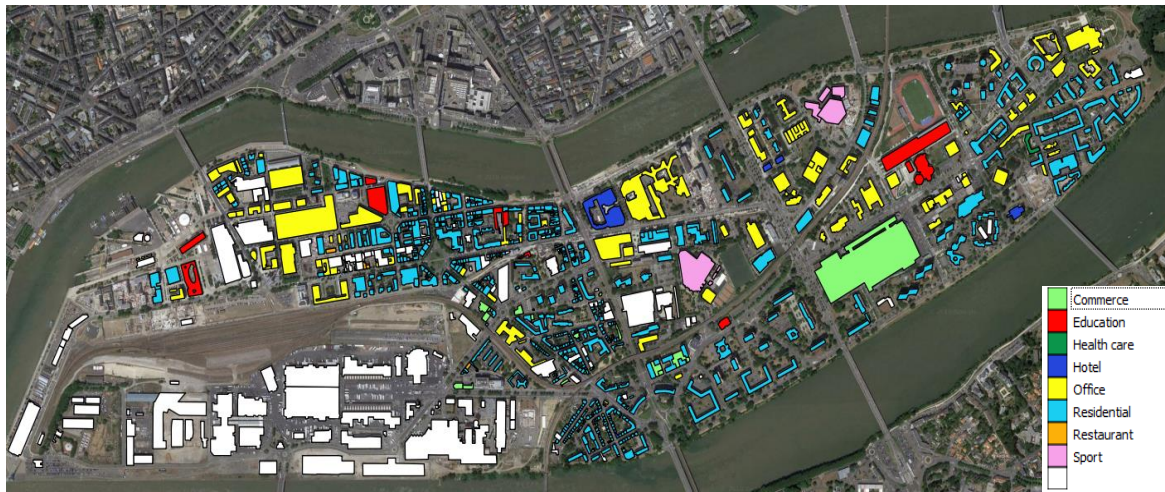 Commerce
Education
Health care
Hotel
Office
Residential
Restaurant
Sport